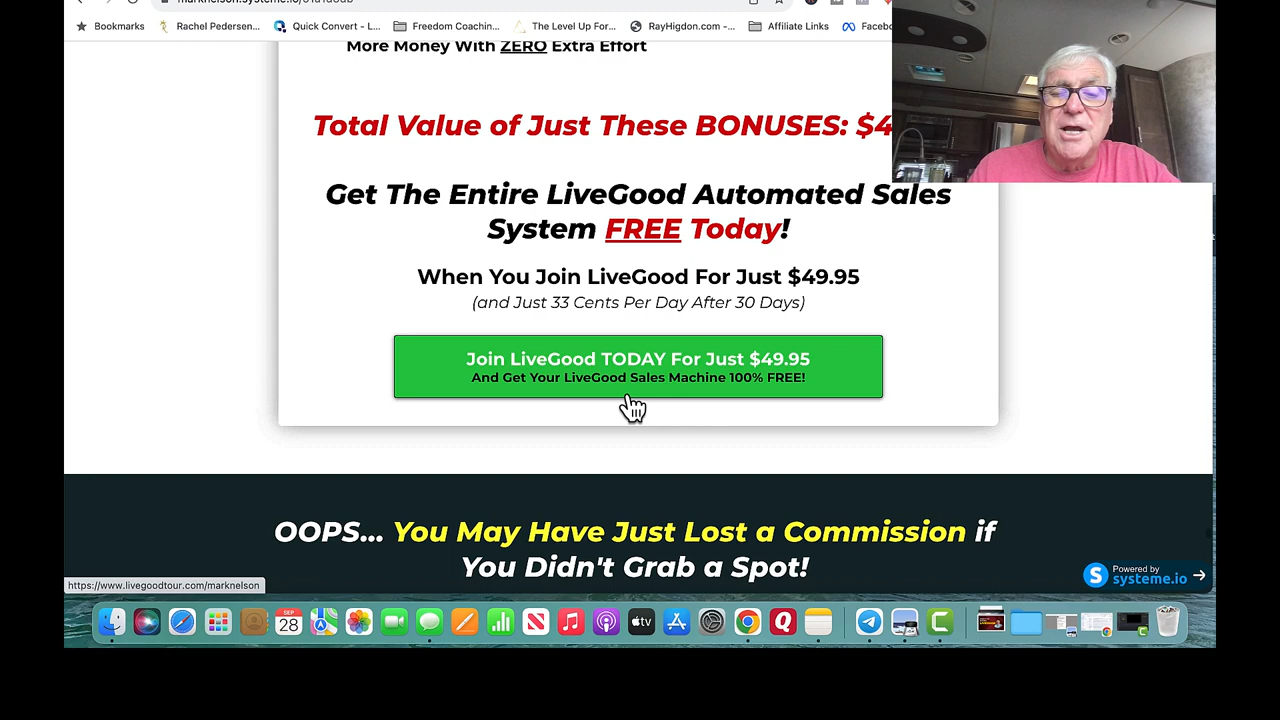 Bookmarks
Rachel Pedersen...
Quick Convert - L...
Freedom Coachin...
The Level Up For...
RayHigdon.com -...
Affiliate Links
More Money With ZERO Extra Effort
Total Value of Just These BONUSES: $4
Get The Entire LiveGood Automated Sales
System FREE Today!
When You Join LiveGood For Just $49.95
(and Just 33 Cents Per Day After 30 Days)
Join LiveGood TODAY For Just $49.95
And Get Your LiveGood Sales Machine 100% FREE!
OOPS... You May Have Just Lost a Commission if
You Didn't Grab a Spot!
Powered by
systeme.io
https://www.livegoodtour.com/marknelson
SEP
28
tv